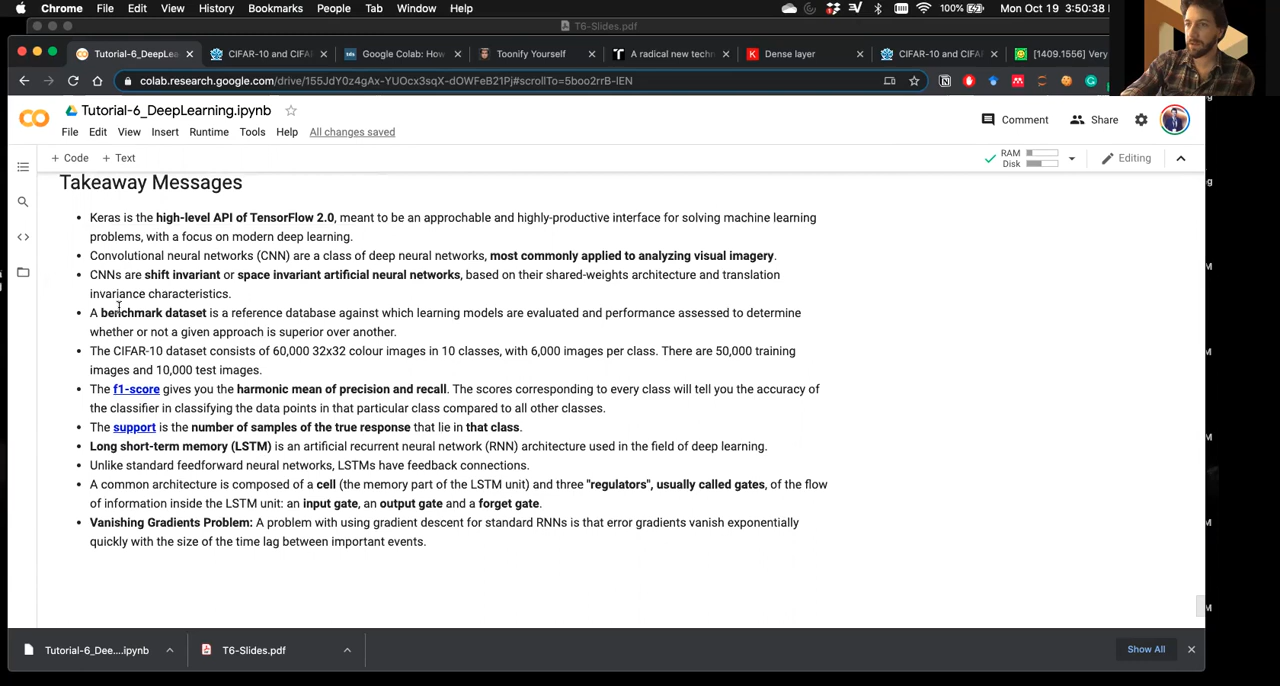 Chrome File Edit View History Bookmarks People Tab Window Help 100% Mon Oct 19 3:50:38
T6-Slides.pdf
Tutorial-6_DeepLea CIFAR-10 and CIFA Google Colab: How Toonify Yourself A radical new techn Dense layer CIFAR-10 and CIFA [1409.1556] Very
colab.research.google.com/drive/155JdY0z4gAx-YUOcx3sqX-dOWFeB21Pj#scrollTo=5boo2rrB-lEN
Tutorial-6_DeepLearning.ipynb
Comment Share
File Edit View Insert Runtime Tools Help All changes saved
+ Code + Text
RAM
Disk
Editing
Takeaway Messages
Keras is the high-level API of TensorFlow 2.0, meant to be an approchable and highly-productive interface for solving machine learning
problems, with a focus on modern deep learning.
Convolutional neural networks (CNN) are a class of deep neural networks, most commonly applied to analyzing visual imagery.
CNNs are shift invariant or space invariant artificial neural networks, based on their shared-weights architecture and translation
invariance characteristics.
A benchmark dataset is a reference database against which learning models are evaluated and performance assessed to determine
whether or not a given approach is superior over another.
The CIFAR-10 dataset consists of 60,000 32x32 colour images in 10 classes, with 6,000 images per class. There are 50,000 training
images and 10,000 test images.
The f1-score gives you the harmonic mean of precision and recall. The scores corresponding to every class will tell you the accuracy of
the classifier in classifying the data points in that particular class compared to all other classes.
The support is the number of samples of the true response that lie in that class.
Long short-term memory (LSTM) is an artificial recurrent neural network (RNN) architecture used in the field of deep learning.
Unlike standard feedforward neural networks, LSTMs have feedback connections.
A common architecture is composed of a cell (the memory part of the LSTM unit) and three "regulators", usually called gates, of the flow
of information inside the LSTM unit: an input gate, an output gate and a forget gate.
Vanishing Gradients Problem: A problem with using gradient descent for standard RNNs is that error gradients vanish exponentially
quickly with the size of the time lag between important events.
Tutorial-6_Dee....ipynb T6-Slides.pdf Show All